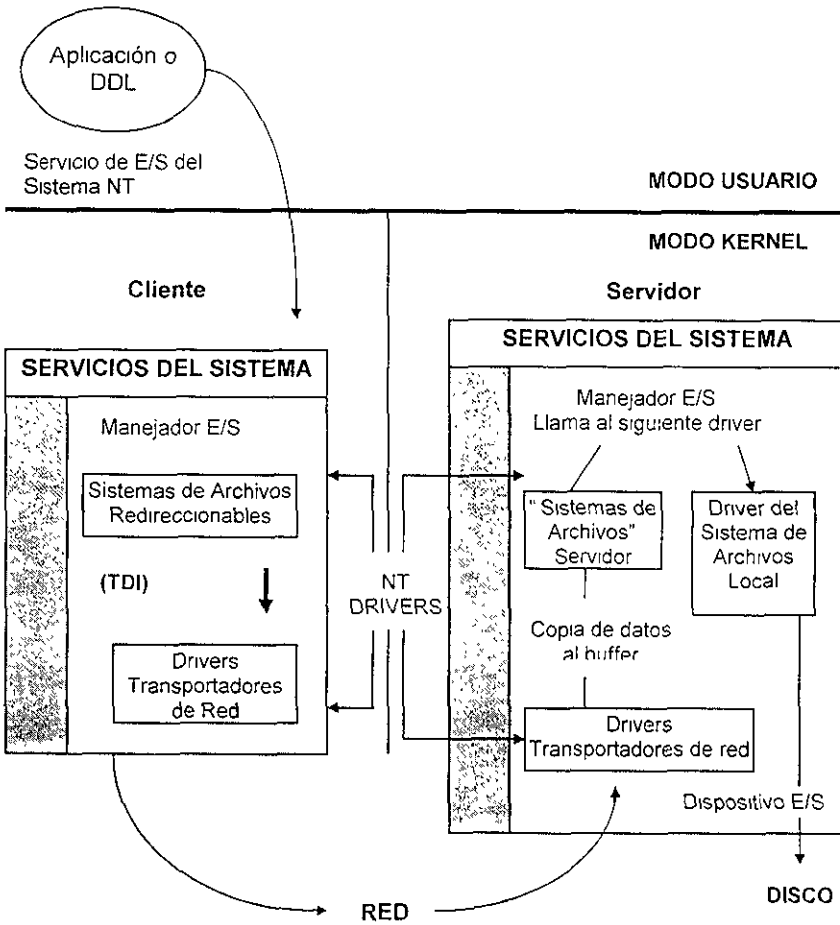 Aplicación o
DDL
Servicio de E/S del
Sistema NT
MODO USUARIO
MODO KERNEL
Cliente
Servidor
SERVICIOS DEL SISTEMA
Manejador E/S
Sistemas de Archivos
Redireccionables
(TDI)
Drivers
Transportadores
de Red
NT
DRIVERS
SERVICIOS DEL SISTEMA
Manejador E/S
Llama al siguiente driver
" Sistemas de
Archivos"
Servidor
Driver del
Sistema de
Archivos
Local
Copia de datos
al buffer
Drivers
Transportadores de red
Dispositivo E/S
DISCO
RED